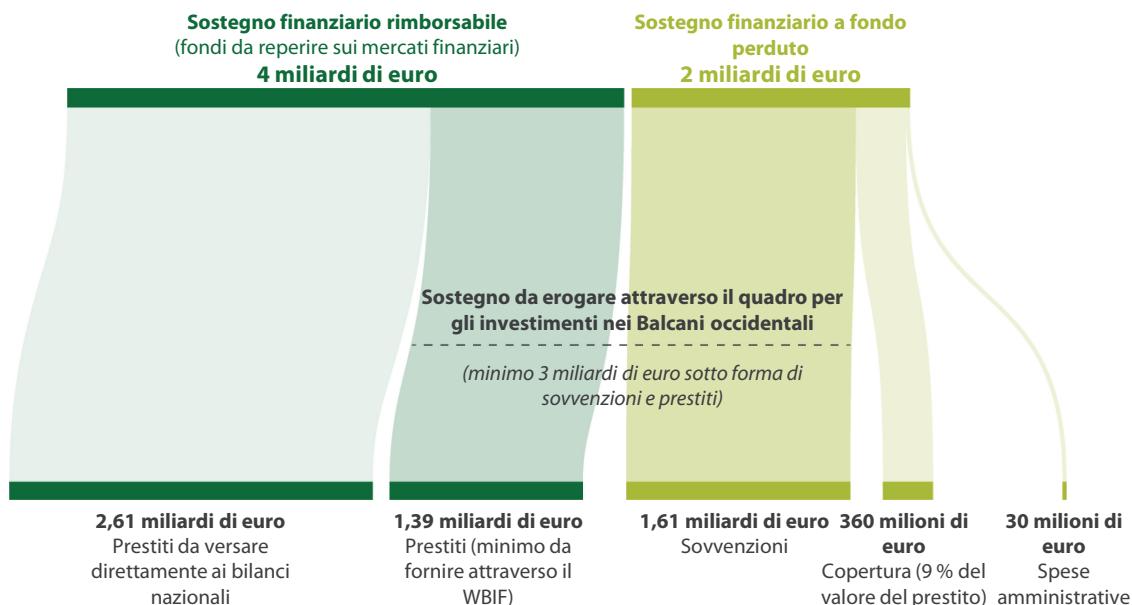 Sostegno finanziario rimborsabile
(fondi da reperire sui mercati finanziari)
4 miliardi di euro
Sostegno finanziario a fondo
perduto
2 miliardi di euro
Sostegno da erogare attraverso il quadro per
gli investimenti nei Balcani occidentali
(minimo 3 miliardi di euro sotto forma di
sovvenzioni e prestiti)
2,61 miliardi di euro
Prestiti da versare
direttamente ai bilanci
nazionali
1,39 miliardi di euro
Prestiti (minimo da
fornire attraverso il
WBIF)
1,61 miliardi di euro
Sovvenzioni
360 milioni di
euro
Copertura (9 % del
valore del prestito)
30 milioni di
euro
Spese
amministrative